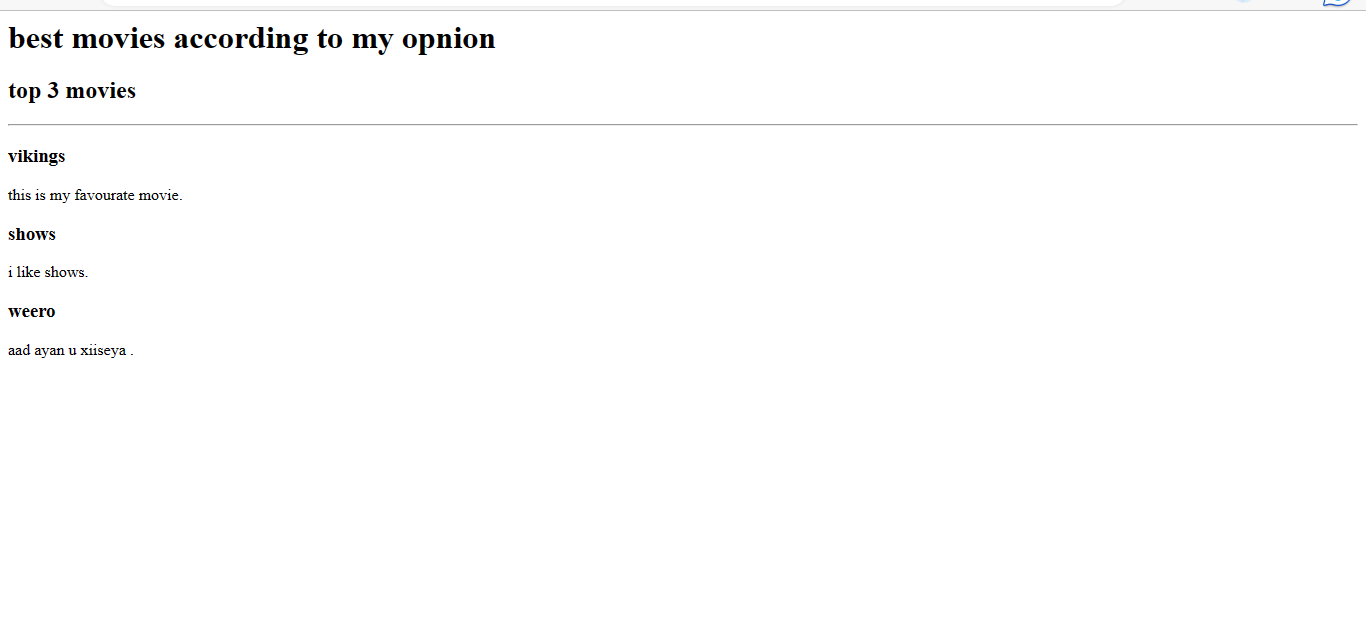 best movies according to my opnion
top 3 movies
vikings
this is my favourate movie.
shows
i like shows.
weero
aad ayan u xiiseya .